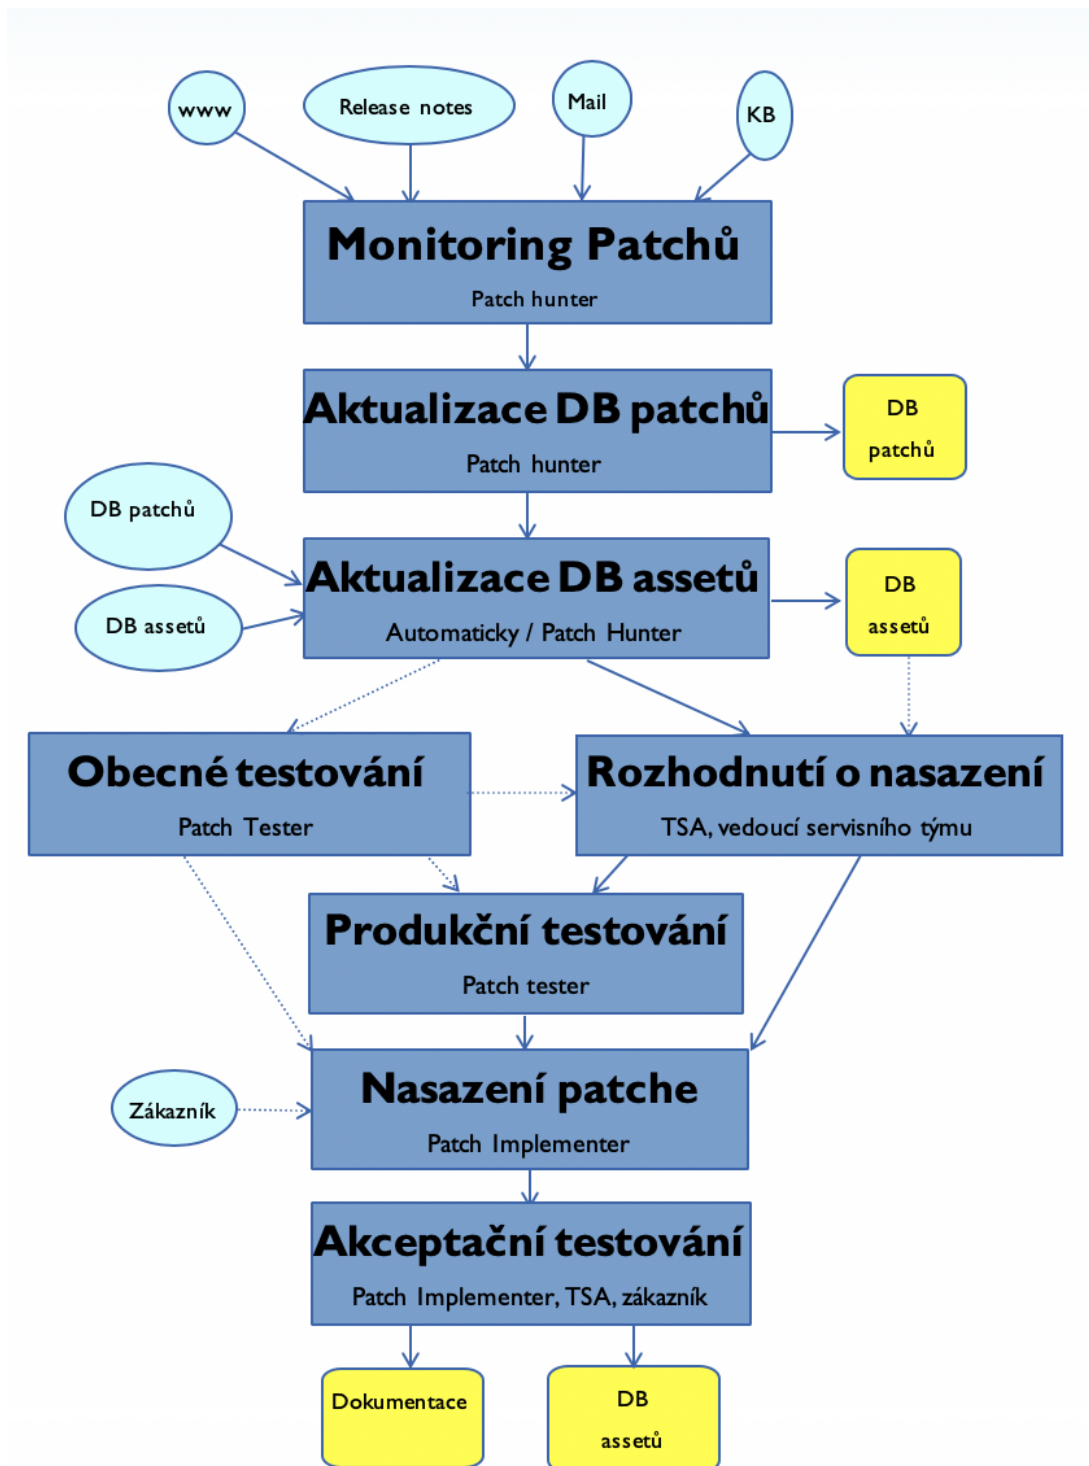 www
Release notes
Mail
KB
Monitoring Patchů
Patch hunter
Aktualizace DB patchů
Patch hunter
DB
patchů
DB patchů
DB assetů
Aktualizace DB assetů
Automaticky / Patch Hunter
DB
assetů
Obecné testování
Patch Tester
Rozhodnutí o nasazení
TSA, vedoucí servisního týmu
Produkční testování
Patch tester
Zákazník
Nasazení patche
Patch Implementer
Akceptační testování
Patch Implementer, TSA, zákazník
Dokumentace
DB
assetů